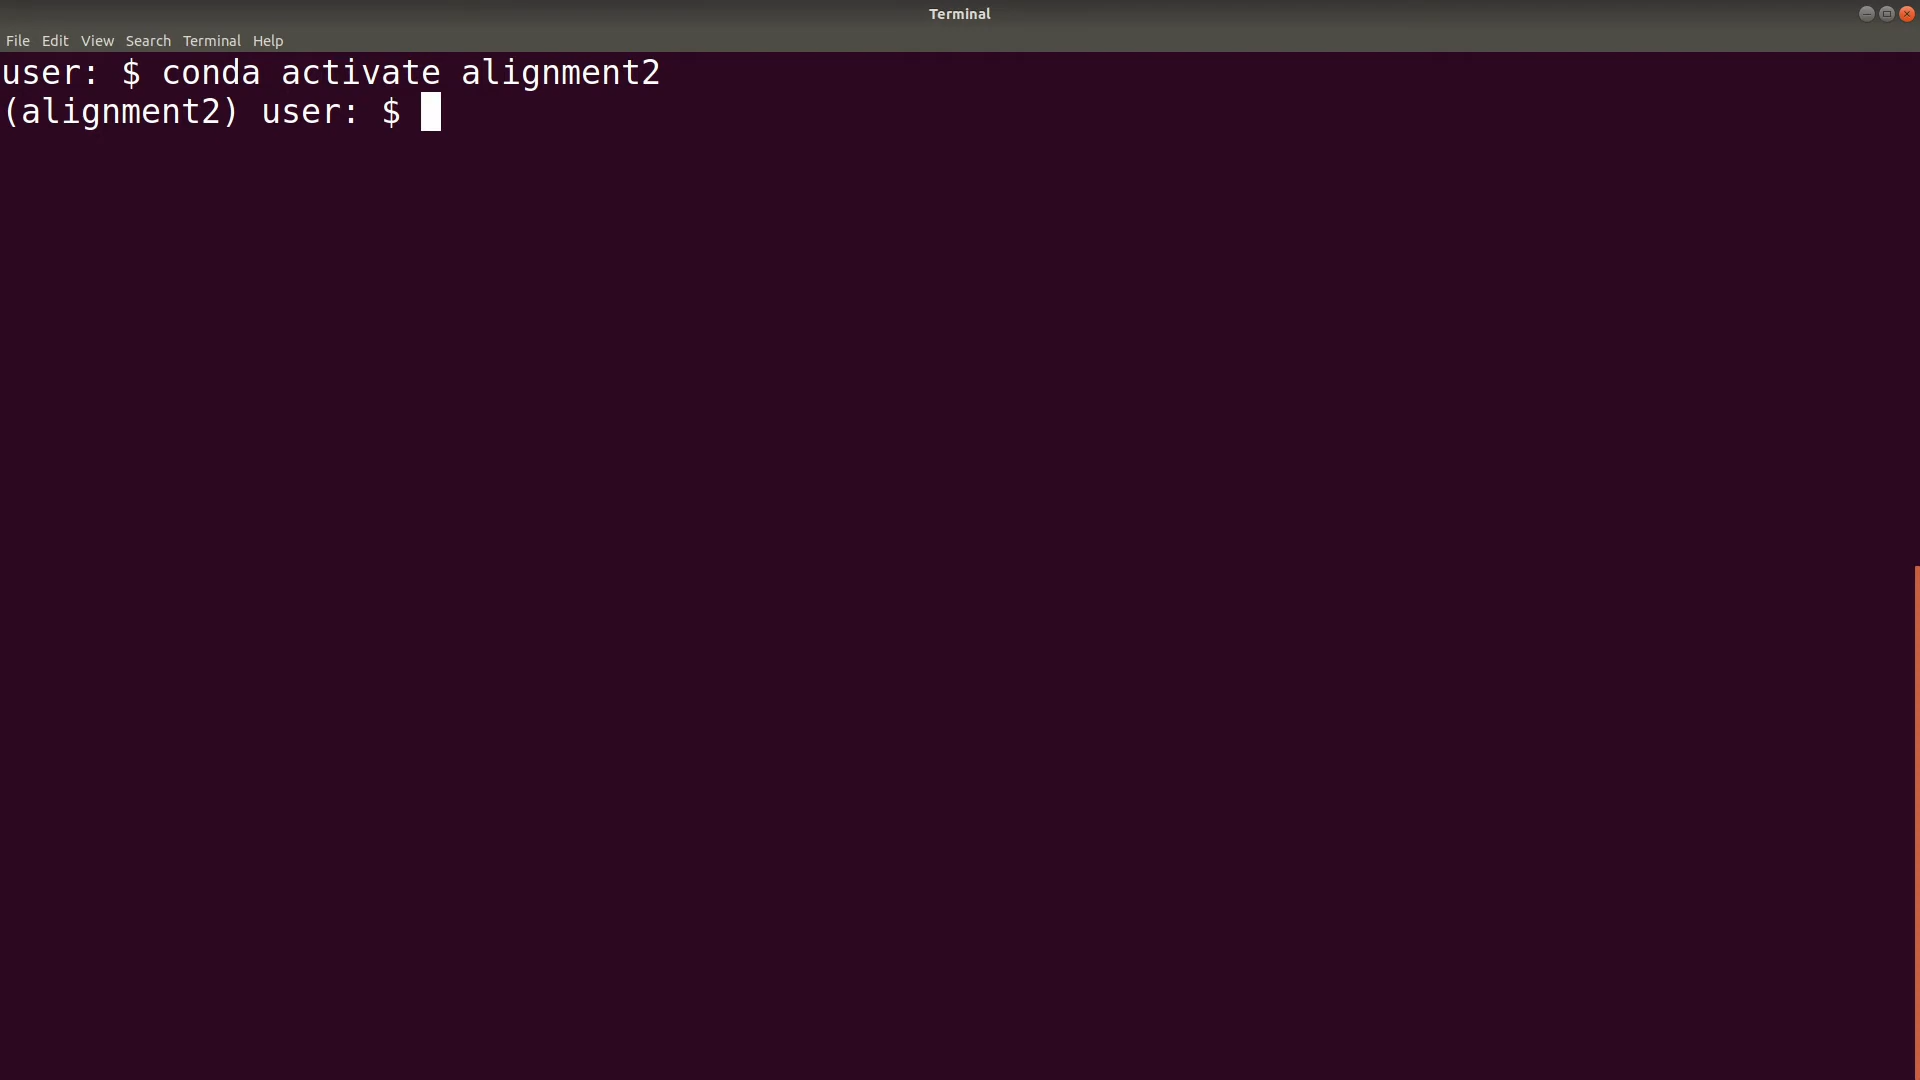 Terminal
File Edit View Search Terminal Help
user: $ conda activate alignment2
(alignment2) user: $